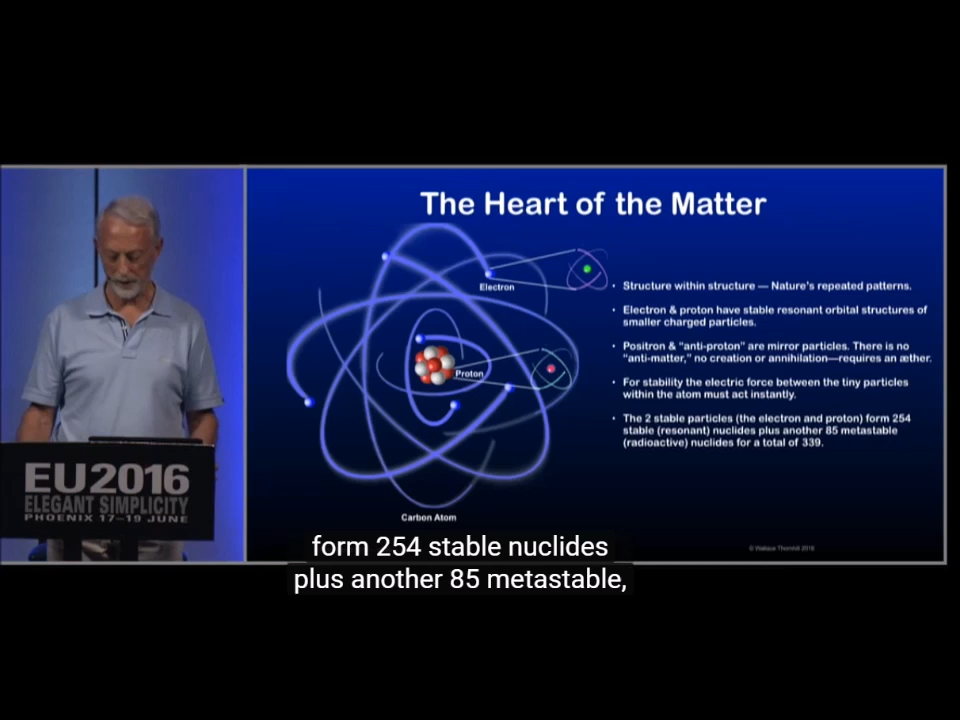 The Heart of the Matter
Electron
Proton
Carbon Atom
• Structure within structure — Nature's repeated patterns.
• Electron & proton have stable resonant orbital structures of
smaller charged particles.
• Positron & "anti-proton" are mirror particles. There is no
"anti-matter," no creation or annihilation—requires an æther.
• For stability the electric force between the tiny particles
within the atom must act instantly.
• The 2 stable particles (the electron and proton) form 254
stable (resonant) nuclides plus another 85 metastable
(radioactive) nuclides for a total of 339.
© Wallace Thornhill 2016
EU2016
ELEGANT SIMPLICITY
PHOENIX 17–19 JUNE
form 254 stable nuclides
plus another 85 metastable,